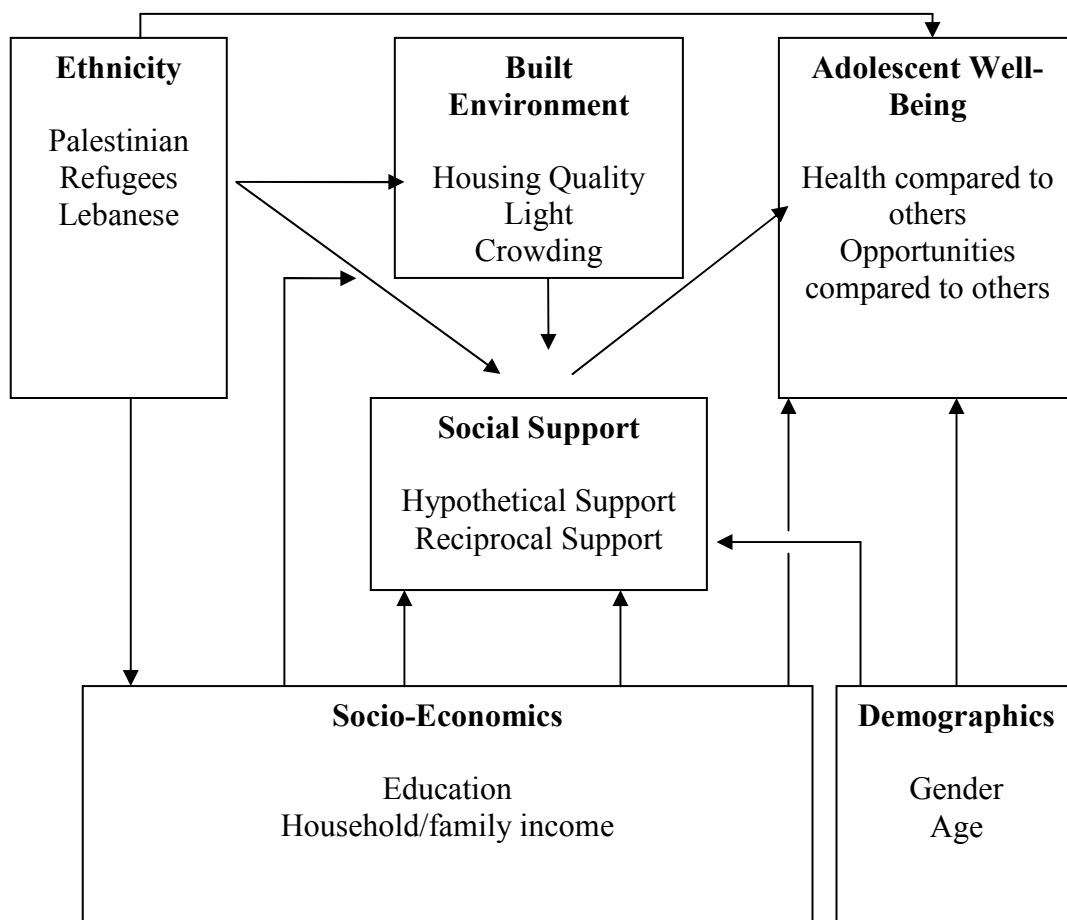 Ethnicity
Palestinian
Refugees
Lebanese
Built
Environment
Housing Quality
Light
Crowding
Adolescent Well-
Being
Health compared to
others
Opportunities
compared to others
Social Support
Hypothetical Support
Reciprocal Support
Socio-Economics
Education
Household/family income
Demographics
Gender
Age